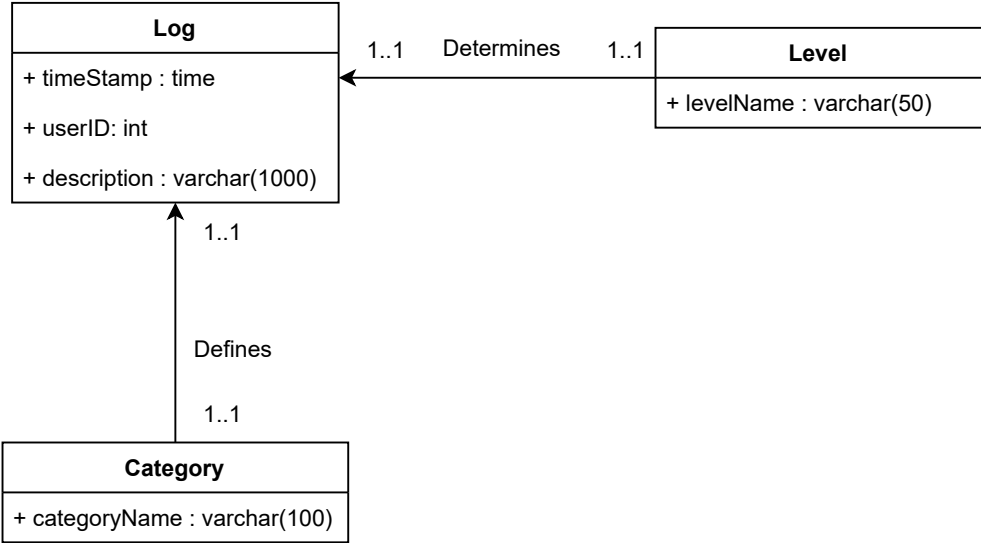 Log
+ timeStamp : time
+ userID: int
+ description : varchar(1000)
1..1 Determines 1..1
Level
+ levelName : varchar(50)
1..1
Defines
1..1
Category
+ categoryName : varchar(100)